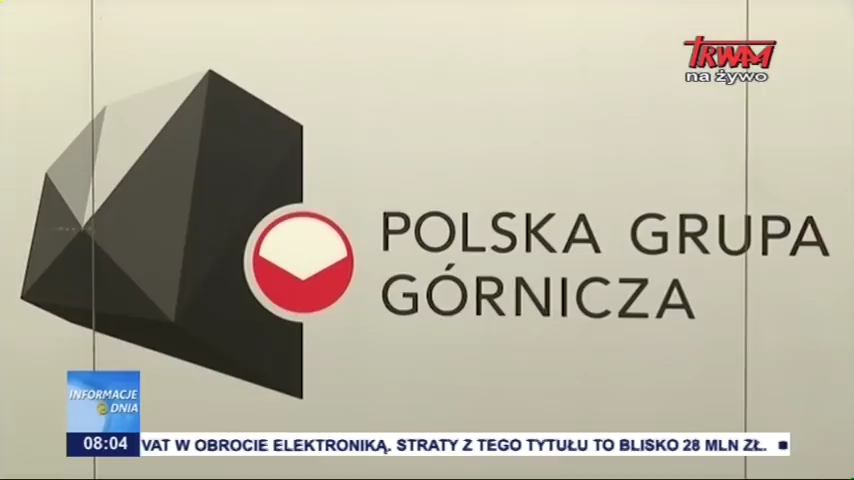 TRWAM
na żywo
POLSKA GRUPA
GÓRNICZA
INFORMACJE
DNIA
08:04 VAT W OBROCIE ELEKTRONIKĄ. STRATY Z TEGO TYTUŁU TO BLISKO 28 MLN ZŁ.